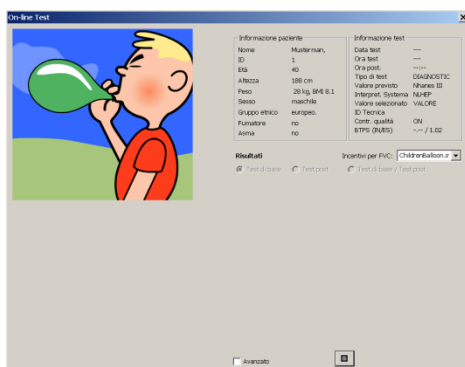 On-line Test
Informazione paziente
Nome Musterman,
ID 1
Età 40
Altezza 188 cm
Peso 28 kg, BMI 8.1
Sesso maschile
Gruppo etnico europeo.
Fumatore no
Asma no
Informazione test
Data test ---
Ora test ---
Ora post. --:--
Tipo di test DIAGNOSTIC
Valore previsto Nhanes III
Interpret. Systema NLHEP
Valore selezionato VALORE
ID Tecnica
Contr. qualità ON
BTPS (IN/ES) -.-- / 1.02
Risultati Incentivi per FVC: ChildrenBalloon.
Test di base Test post Test di base / Test post
Avanzato